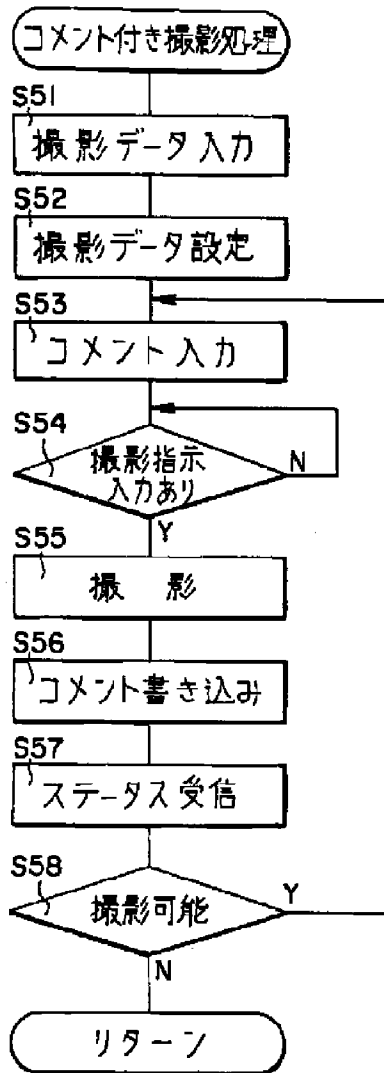 コメント付き撮影処理
S51
撮影データ入力
S52
撮影データ設定
S53
コメント入力
S54
撮影指示
入力あり
N
Y
S55
撮 影
S56
コメント書き込み
S57
ステータス受信
S58
撮影可能
Y
N
リターン